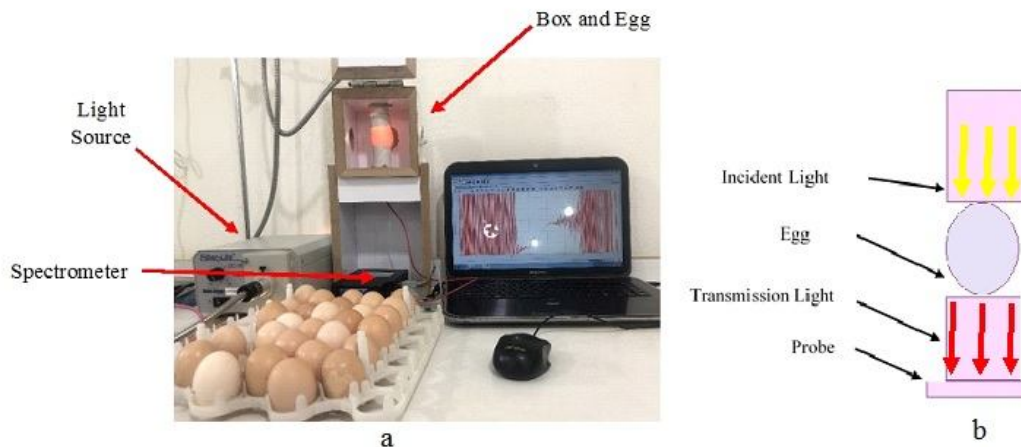 Box and Egg
Light
Source
Spectrometer
Incident Light
Egg
Transmission Light
Probe
a
b